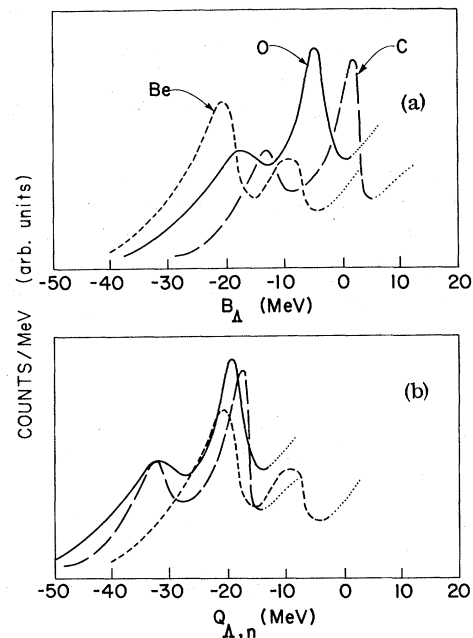 O
C
Be
(a)
-50 -40 -30 -20 -10 0 10 20
B_Λ (MeV)
COUNTS/MeV (arb. units)
(b)
-50 -40 -30 -20 -10 0 10 20
Q_Λ,n (MeV)